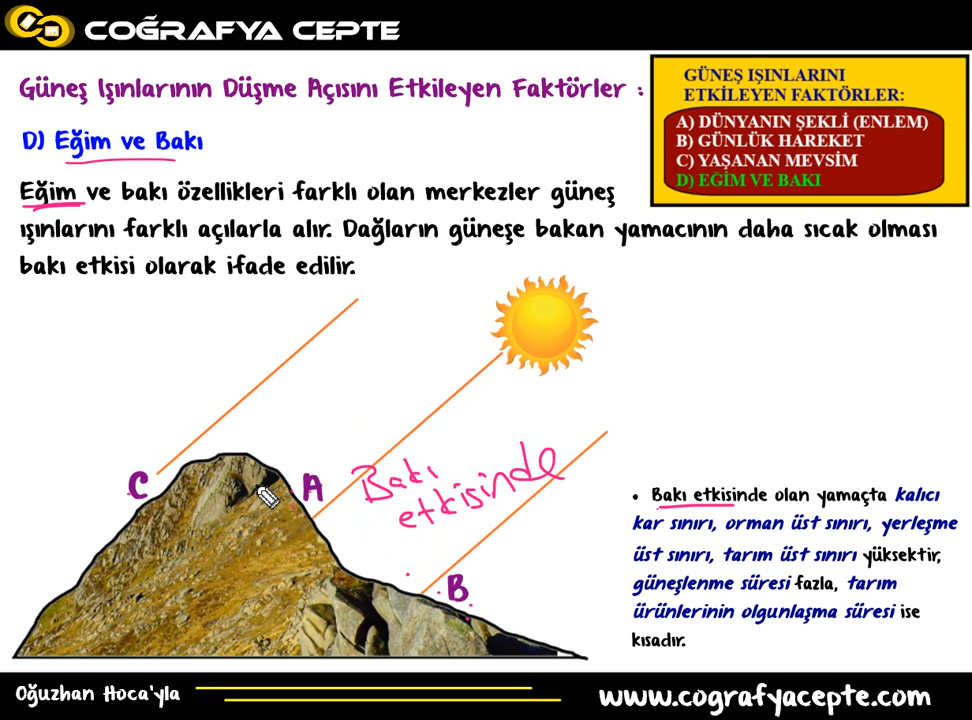 COĞRAFYA CEPTE
Güneş Işınlarının Düşme Açısını Etkileyen Faktörler :
GÜNEŞ IŞINLARINI
ETKİLEYEN FAKTÖRLER:
A) DÜNYANIN ŞEKLİ (ENLEM)
B) GÜNLÜK HAREKET
C) YAŞANAN MEVSİM
D) EĞİM VE BAKI
D) Eğim ve Bakı
Eğim ve bakı özellikleri farklı olan merkezler güneş
ışınlarını farklı açılarla alır. Dağların güneşe bakan yamacının daha sıcak olması
bakı etkisi olarak ifade edilir.
C
A
B
Bakı
etkisinde
• Bakı etkisinde olan yamaçta kalıcı
kar sınırı, orman üst sınırı, yerleşme
üst sınırı, tarım üst sınırı yüksektir,
güneşlenme süresi fazla, tarım
ürünlerinin olgunlaşma süresi ise
kısadır.
Oğuzhan Hoca'yla
www.cografyacepte.com